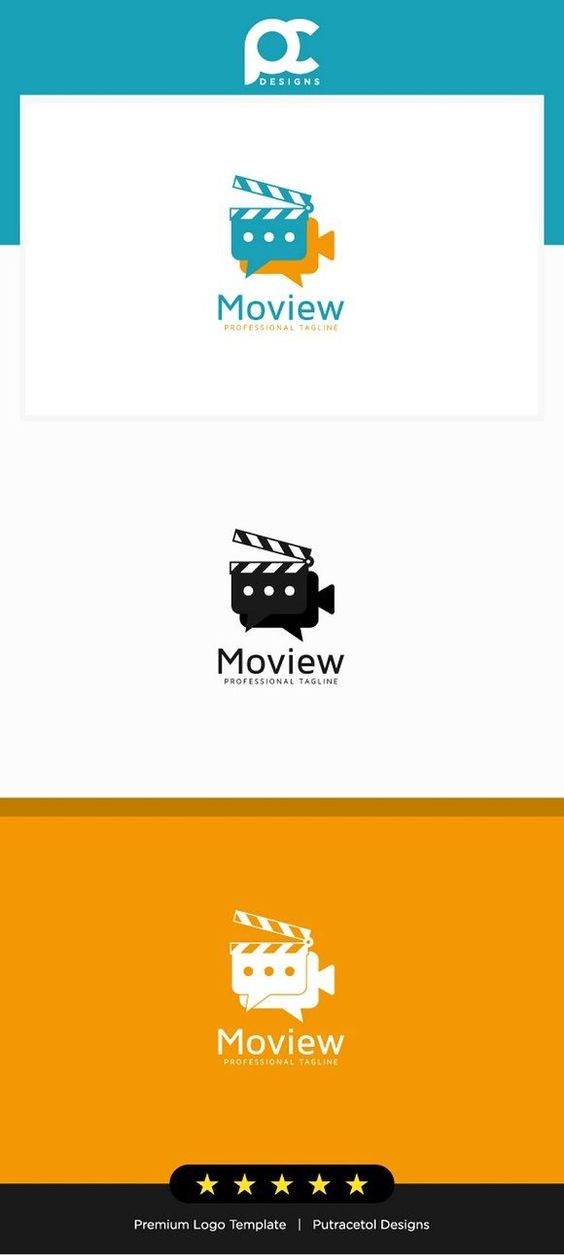 PC
DESIGNS
Moview
PROFESSIONAL TAGLINE
Moview
PROFESSIONAL TAGLINE
Moview
PROFESSIONAL TAGLINE
Premium Logo Template | Putracetol Designs